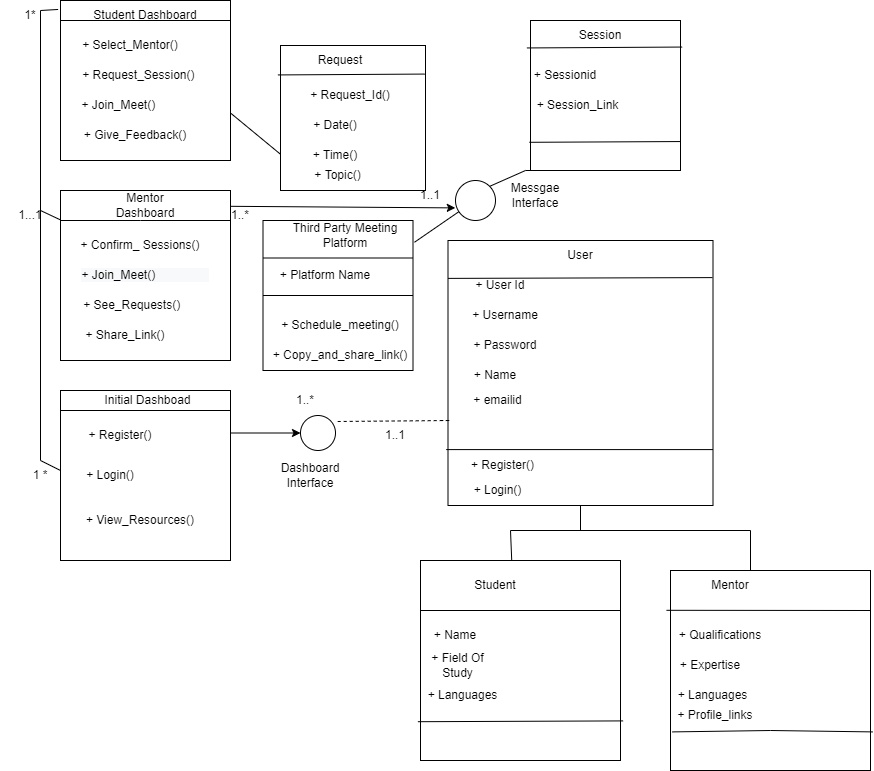 1*
Student Dashboard
+ Select_Mentor()
+ Request_Session()
+ Join_Meet()
+ Give_Feedback()
Request
+ Request_Id()
+ Date()
+ Time()
+ Topic()
Session
+ Sessionid
+ Session_Link
1...1
Mentor
Dashboard
+ Confirm_ Sessions()
+ Join_Meet()
+ See_Requests()
+ Share_Link()
1..*
1..1
Messgae
Interface
Third Party Meeting
Platform
+ Platform Name
+ Schedule_meeting()
+ Copy_and_share_link()
User
+ User Id
+ Username
+ Password
+ Name
+ emailid
+ Register()
+ Login()
Initial Dashboad
+ Register()
+ Login()
+ View_Resources()
1 *
1..*
1..1
Dashboard
Interface
Student
+ Name
+ Field Of
Study
+ Languages
Mentor
+ Qualifications
+ Expertise
+ Languages
+ Profile_links